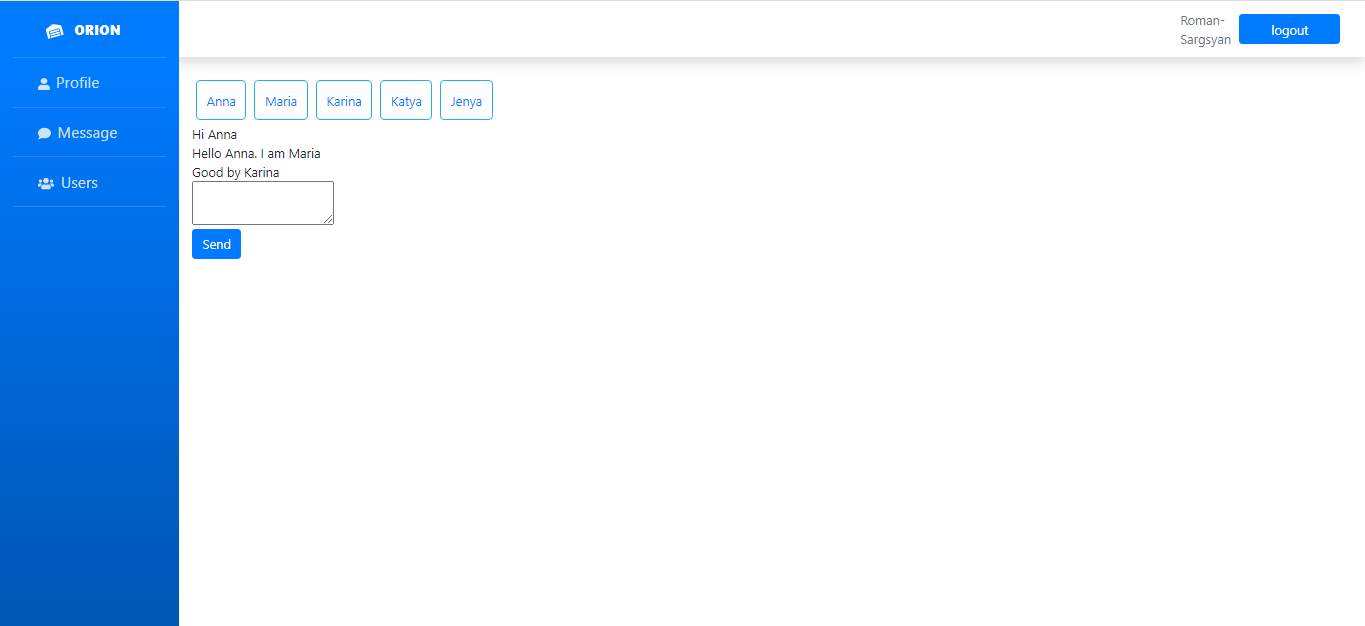 ORION
Roman-
Sargsyan
logout
Profile
Message
Users
Anna Maria Karina Katya Jenya
Hi Anna
Hello Anna. I am Maria
Good by Karina
Send